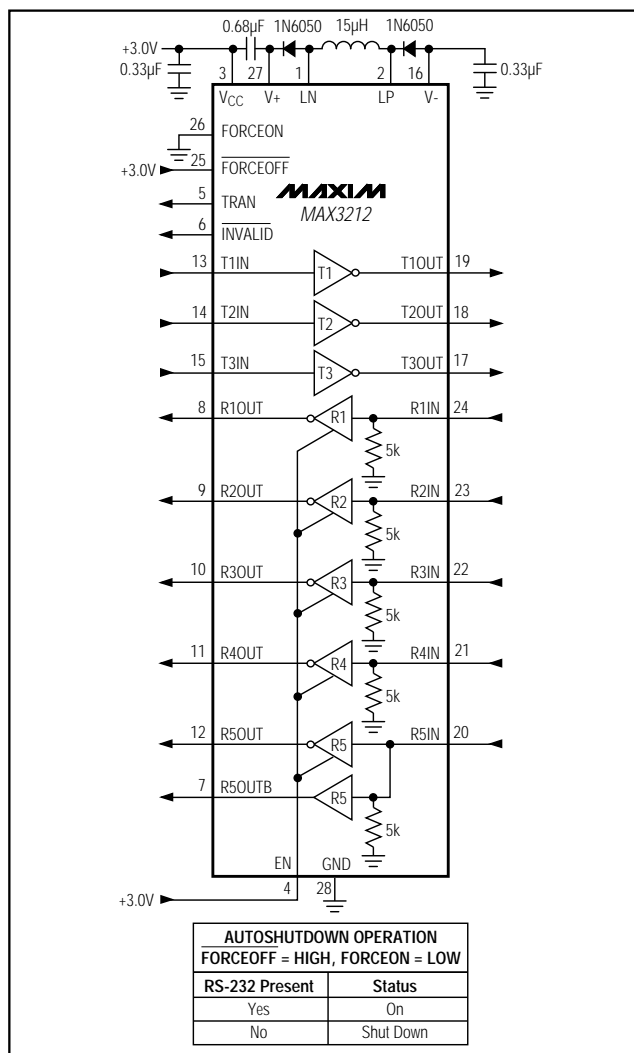 0.68µF 1N6050 15µH 1N6050
+3.0V
0.33µF 3 27 1 2 16 0.33µF
VCC V+ LN LP V-
26 FORCEON
+3.0V 25 FORCEOFF
MAXIM
5 TRAN MAX3212
6 INVALID
13 T1IN T1 T1OUT 19
14 T2IN T2 T2OUT 18
15 T3IN T3 T3OUT 17
8 R1OUT R1 R1IN 24
5k
9 R2OUT R2 R2IN 23
5k
10 R3OUT R3 R3IN 22
5k
11 R4OUT R4 R4IN 21
5k
12 R5OUT R5 R5IN 20
7 R5OUTB R5
5k
EN GND
+3.0V 4 28
AUTOSHUTDOWN OPERATION
FORCEOFF = HIGH, FORCEON = LOW
RS-232 Present Status
Yes On
No Shut Down